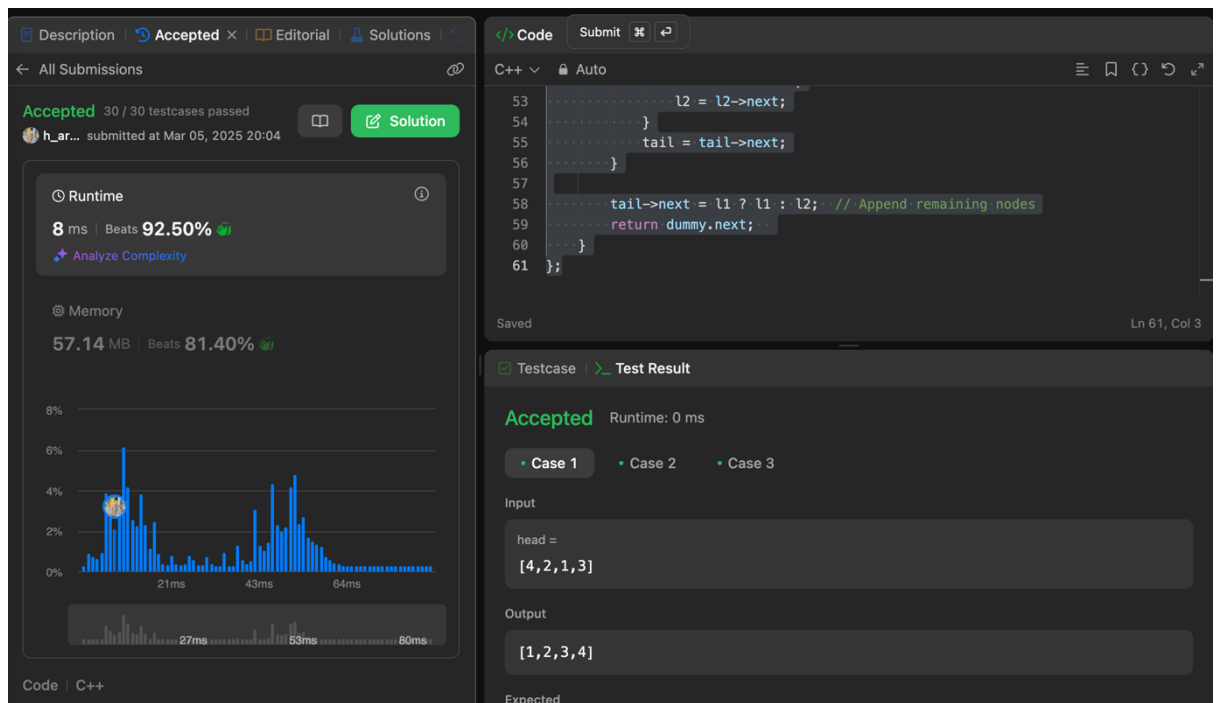 Description
Accepted
Editorial
Solutions
All Submissions
Accepted 30 / 30 testcases passed
h_ar... submitted at Mar 05, 2025 20:04
Solution
Runtime
8 ms | Beats 92.50%
Analyze Complexity
Memory
57.14 MB | Beats 81.40%
8%
6%
4%
2%
0%
21ms 43ms 64ms
27ms 53ms 80ms
Code | C++
</> Code
Submit ⌘
C++
Auto
53 l2 = l2->next;
54 }
55 tail = tail->next;
56 }
57
58 tail->next = l1 ? l1 : l2; // Append remaining nodes
59 return dummy.next;
60 }
61 };
Saved
Ln 61, Col 3
Testcase
>_ Test Result
Accepted Runtime: 0 ms
• Case 1 • Case 2 • Case 3
Input
head =
[4,2,1,3]
Output
[1,2,3,4]
Expected